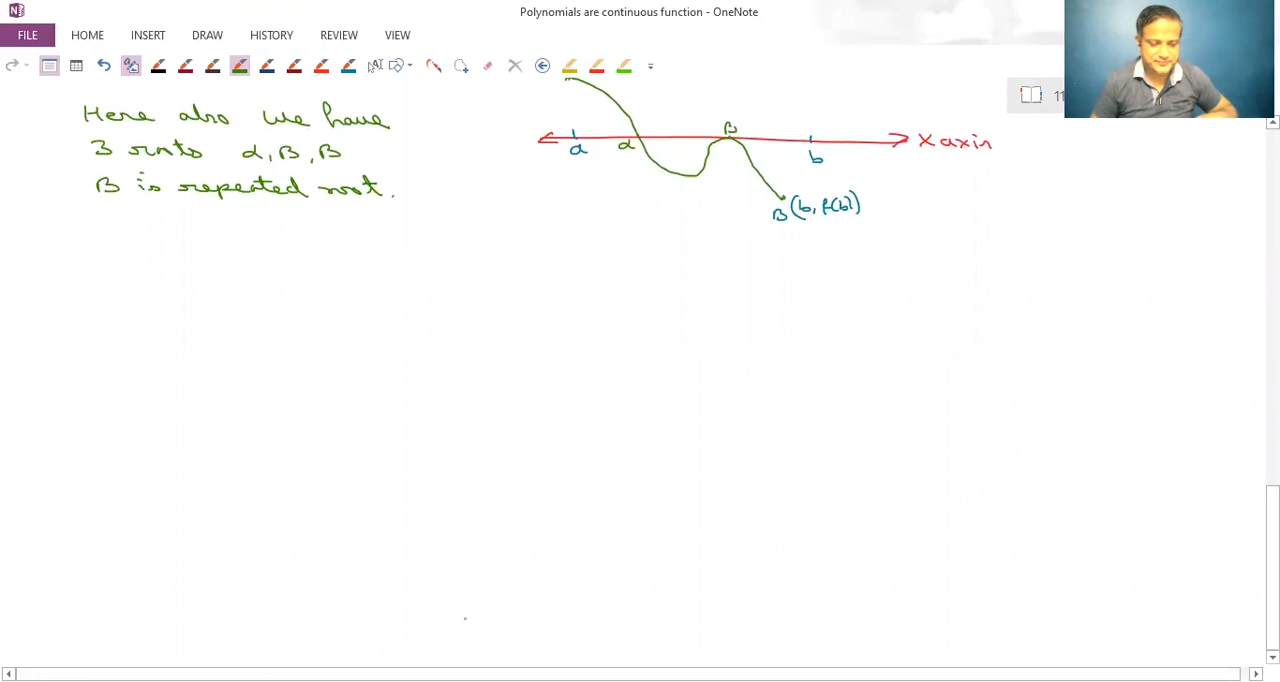 Polynomials are continuous function - OneNote
FILE HOME INSERT DRAW HISTORY REVIEW VIEW
Here also we have
3 roots α, β, β
β is repeated root.
a α β b X axis
B (b, f(b))
11